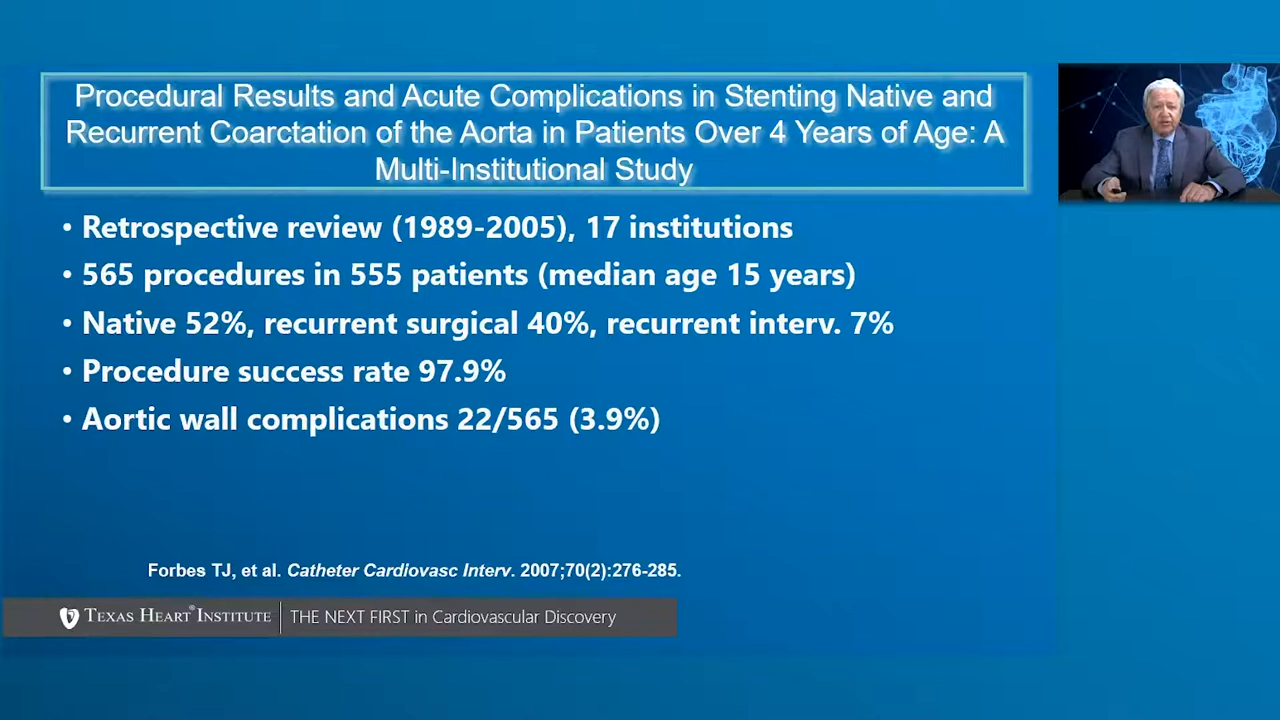 Procedural Results and Acute Complications in Stenting Native and
Recurrent Coarctation of the Aorta in Patients Over 4 Years of Age: A
Multi-Institutional Study
• Retrospective review (1989-2005), 17 institutions
• 565 procedures in 555 patients (median age 15 years)
• Native 52%, recurrent surgical 40%, recurrent interv. 7%
• Procedure success rate 97.9%
• Aortic wall complications 22/565 (3.9%)
Forbes TJ, et al. Catheter Cardiovasc Interv. 2007;70(2):276-285.
TEXAS HEART® INSTITUTE THE NEXT FIRST in Cardiovascular Discovery